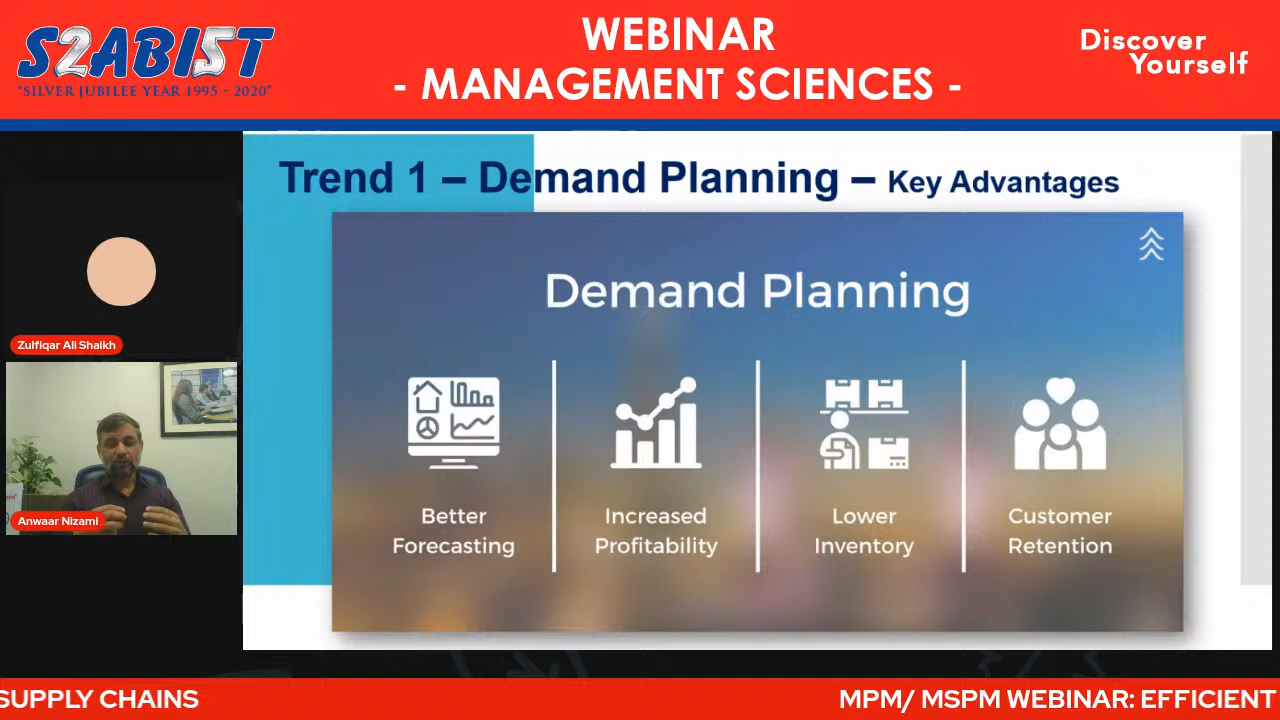 SZABIST
"SILVER JUBILEE YEAR 1995 - 2020"
WEBINAR
- MANAGEMENT SCIENCES -
Discover
Yourself
Zulfiqar Ali Shaikh
Anwaar Nizami
Trend 1 – Demand Planning – Key Advantages
Demand Planning
Better
Forecasting
Increased
Profitability
Lower
Inventory
Customer
Retention
SUPPLY CHAINS
MPM/ MSPM WEBINAR: EFFICIENT